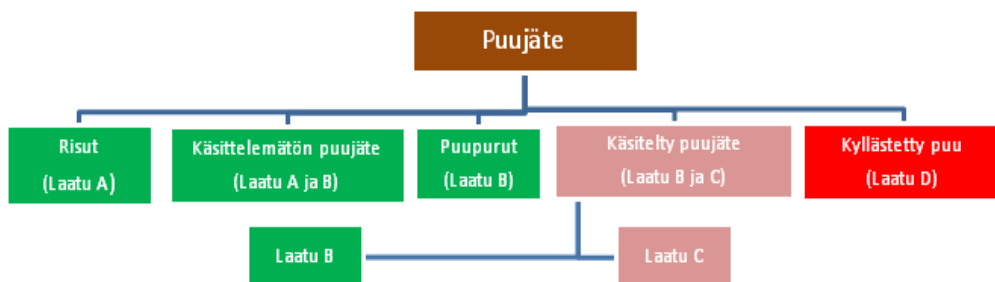 Puujäte
Risut
(Laatu A)
Käsittelemätön puujäte
(Laatu A ja B)
Puupurut
(Laatu B)
Käsitelty puujäte
(Laatu B ja C)
Kyllästetty puu
(Laatu D)
Laatu B
Laatu C